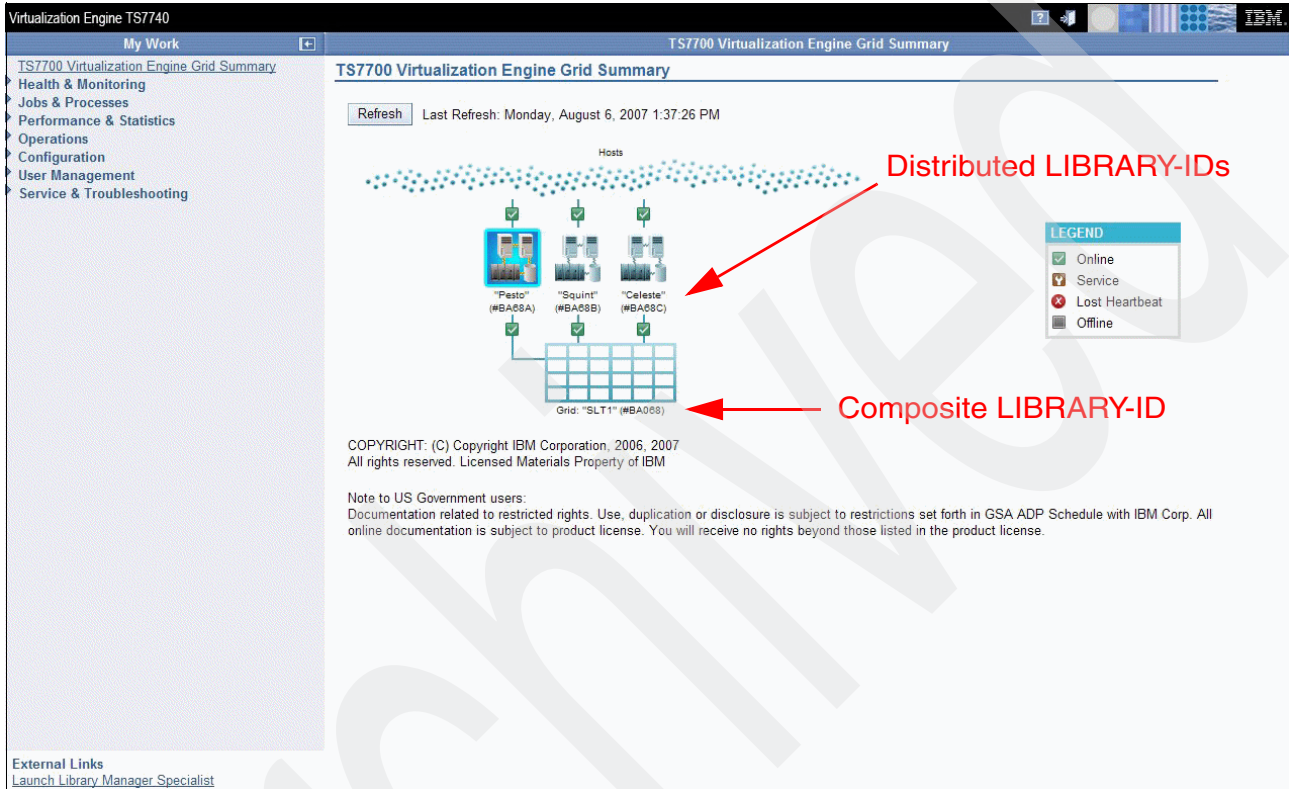 Virtualization Engine TS7740
? IBM.
My Work
TS7700 Virtualization Engine Grid Summary
TS7700 Virtualization Engine Grid Summary
Health & Monitoring
Jobs & Processes
Performance & Statistics
Operations
Configuration
User Management
Service & Troubleshooting
TS7700 Virtualization Engine Grid Summary
Refresh Last Refresh: Monday, August 6, 2007 1:37:26 PM
Hosts
Distributed LIBRARY-IDs
"Pesto" "Squint" "Celeste"
(#BA68A) (#BA68B) (#BA68C)
LEGEND
Online
Service
Lost Heartbeat
Offline
Grid: "SLT1" (#BA068)
Composite LIBRARY-ID
COPYRIGHT: (C) Copyright IBM Corporation, 2006, 2007
All rights reserved. Licensed Materials Property of IBM
Note to US Government users:
Documentation related to restricted rights. Use, duplication or disclosure is subject to restrictions set forth in GSA ADP Schedule with IBM Corp. All
online documentation is subject to product license. You will receive no rights beyond those listed in the product license.
External Links
Launch Library Manager Specialist